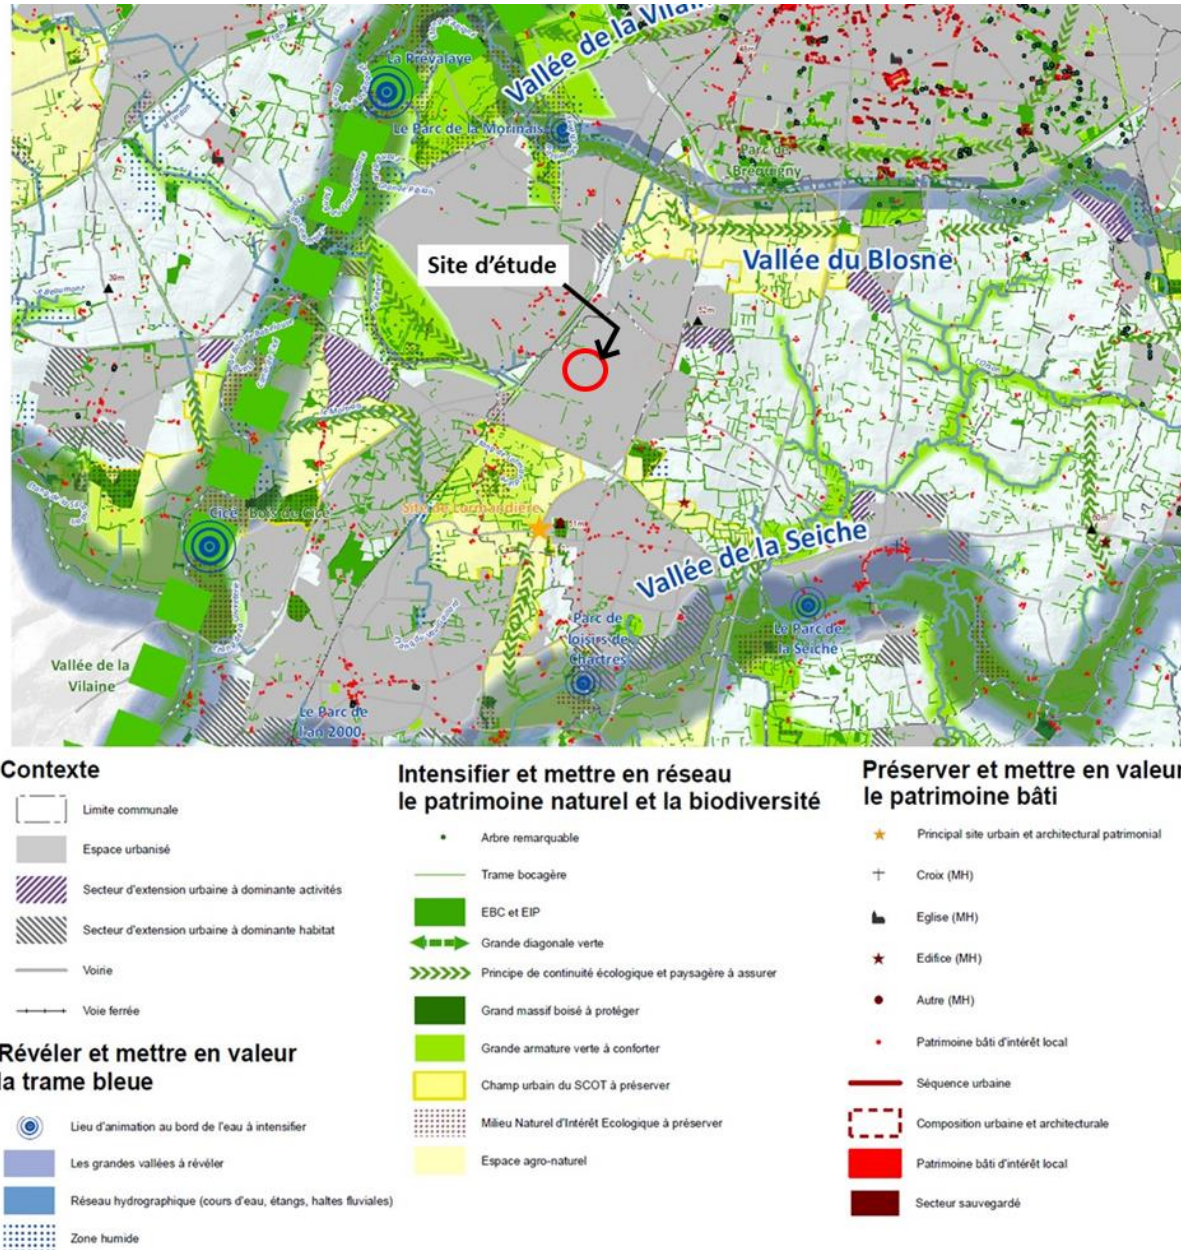 Vallée de la Vilaine
La Prévalaye
Le Parc de la Morinais
Parc de
Bréquigny
Site d'étude
Vallée du Blosne
Cicé - Bois de Cicé
Site de Lormandière
Vallée de la Seiche
Parc de
loisirs de
Chartres
Le Parc de
la Seiche
Vallée de la
Vilaine
Le Parc de
l'an 2000
Contexte
Limite communale
Espace urbanisé
Secteur d'extension urbaine à dominante activités
Secteur d'extension urbaine à dominante habitat
Voirie
Voie ferrée
Révéler et mettre en valeur
la trame bleue
Lieu d'animation au bord de l'eau à intensifier
Les grandes vallées à révéler
Réseau hydrographique (cours d'eau, étangs, haltes fluviales)
Zone humide
Intensifier et mettre en réseau
le patrimoine naturel et la biodiversité
Arbre remarquable
Trame bocagère
EBC et EIP
Grande diagonale verte
Principe de continuité écologique et paysagère à assurer
Grand massif boisé à protéger
Grande armature verte à conforter
Champ urbain du SCOT à préserver
Milieu Naturel d'Intérêt Ecologique à préserver
Espace agro-naturel
Préserver et mettre en valeur
le patrimoine bâti
Principal site urbain et architectural patrimonial
Croix (MH)
Eglise (MH)
Edifice (MH)
Autre (MH)
Patrimoine bâti d'intérêt local
Séquence urbaine
Composition urbaine et architecturale
Patrimoine bâti d'intérêt local
Secteur sauvegardé